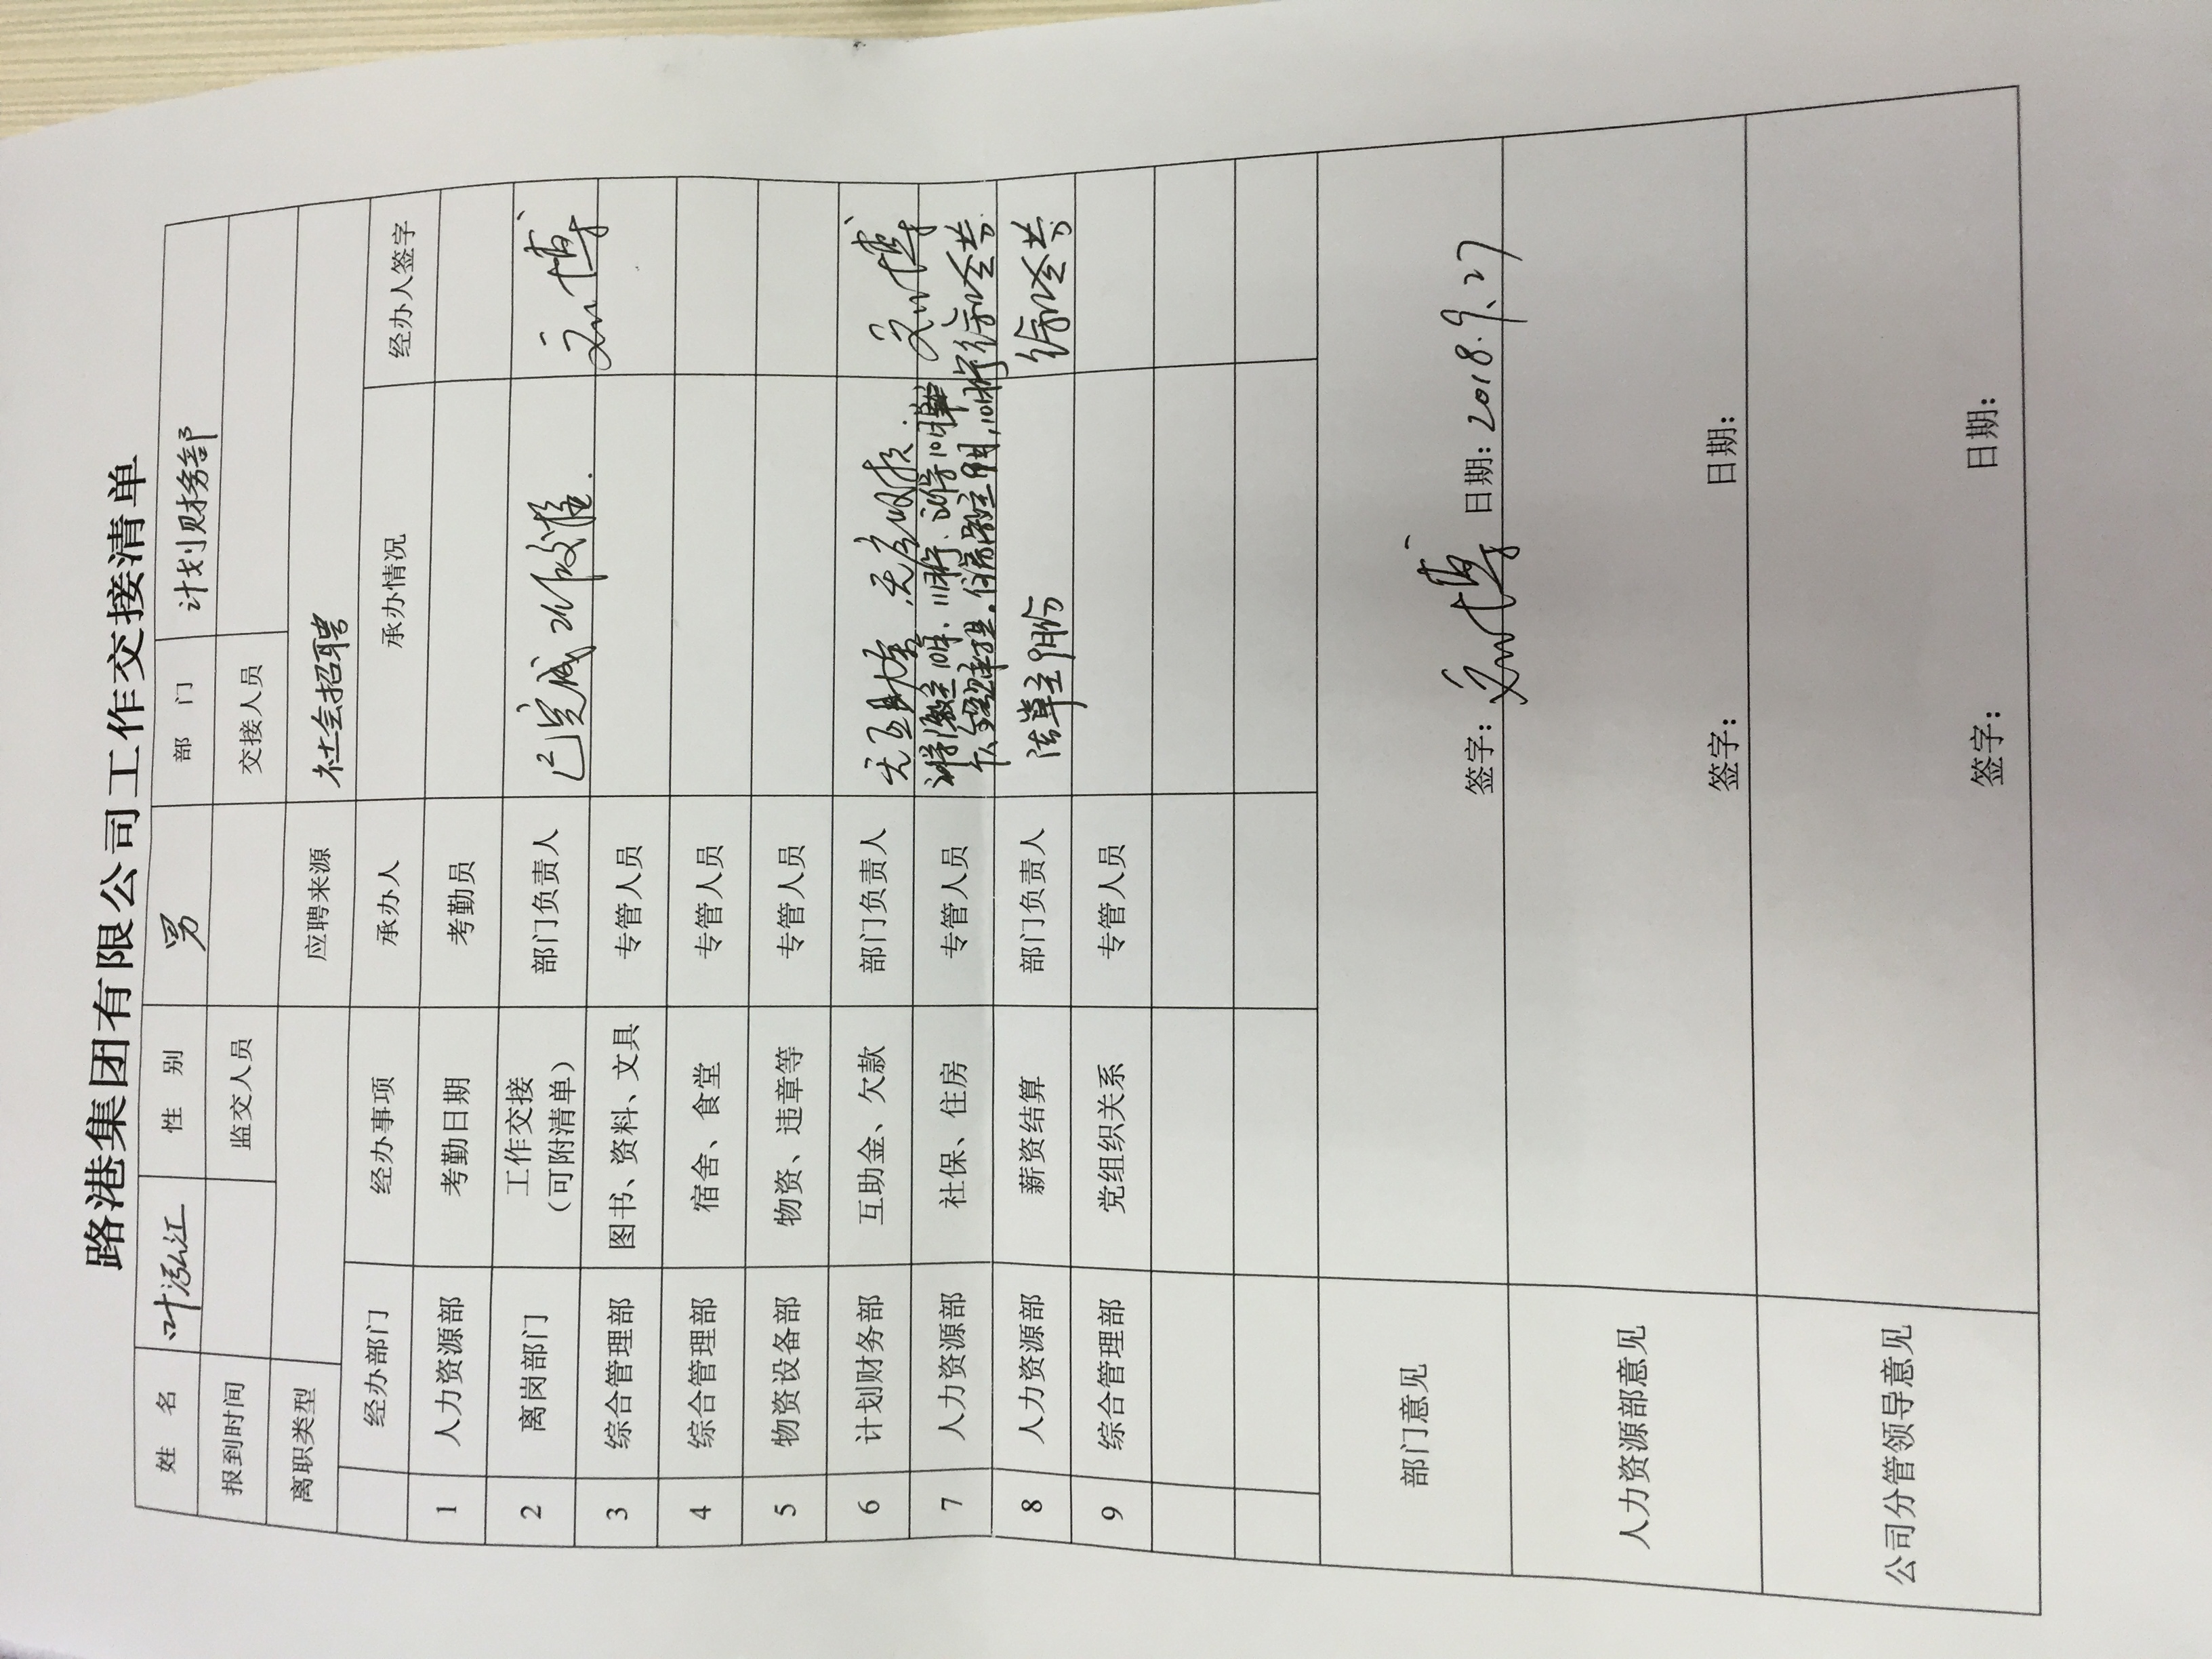 路港集团有限公司工作交接清单
姓 名 叶泓江 性 别 男 部 门 计划财务部
报到时间 监交人员 交接人员
离职类型 应聘来源 社会招聘
经办部门 经办事项 承办人 承办情况 经办人签字
1 人力资源部 考勤日期 考勤员
2 离岗部门 工作交接 部门负责人 已完成工作交接. 刘博
（可附清单）
3 综合管理部 图书、资料、文具 专管人员
4 综合管理部 宿舍、食堂 专管人员
5 物资设备部 物资、违章等 专管人员
6 计划财务部 互助金、欠款 部门负责人 无互助金、无应收款. 刘博
7 人力资源部 社保、住房 专管人员 缴至10月、11月停、社保10月
个人全额承担。住房缴至9月,10月停
8 人力资源部 薪资结算 部门负责人 结算至9月份
9 综合管理部 党组织关系 专管人员
部门意见
签字： 刘博 日期：2018.9.27
人力资源部意见
签字： 日期：
公司分管领导意见
签字： 日期：